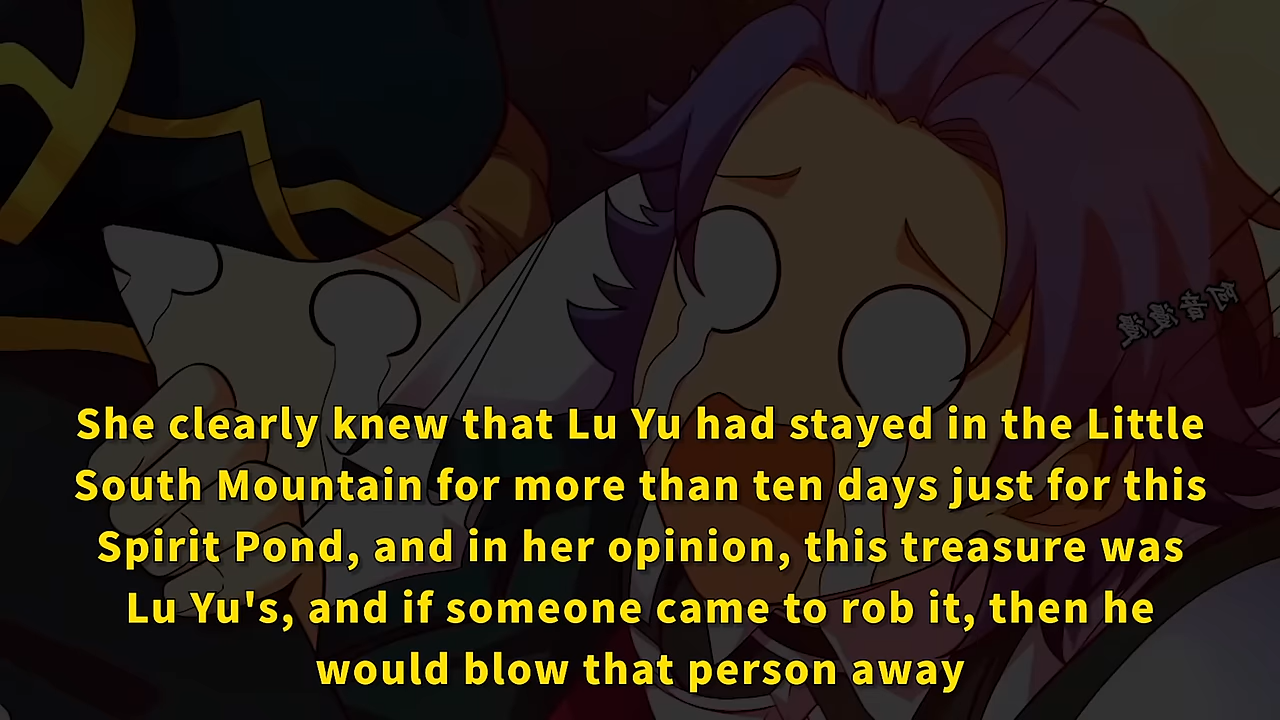 She clearly knew that Lu Yu had stayed in the Little
South Mountain for more than ten days just for this
Spirit Pond, and in her opinion, this treasure was
Lu Yu's, and if someone came to rob it, then he
would blow that person away